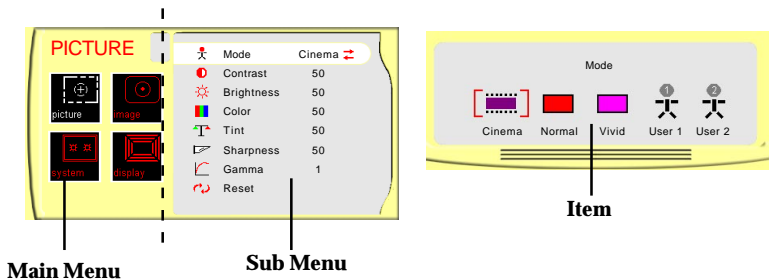 PICTURE
picture
image
system
display
Mode Cinema
Contrast 50
Brightness 50
Color 50
Tint 50
Sharpness 50
Gamma 1
Reset
Main Menu
Sub Menu
Mode
1 2
Cinema Normal Vivid User 1 User 2
Item